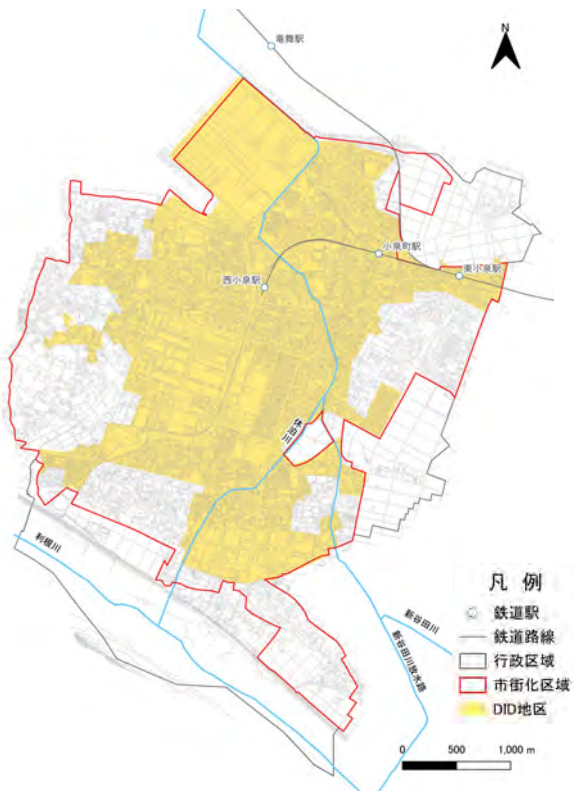 竜舞駅
N
小泉町駅
東小泉駅
西小泉駅
休泊川
利根川
新谷田川
新谷田川放水路
凡 例
鉄道駅
鉄道路線
行政区域
市街化区域
DID地区
0 500 1,000 m